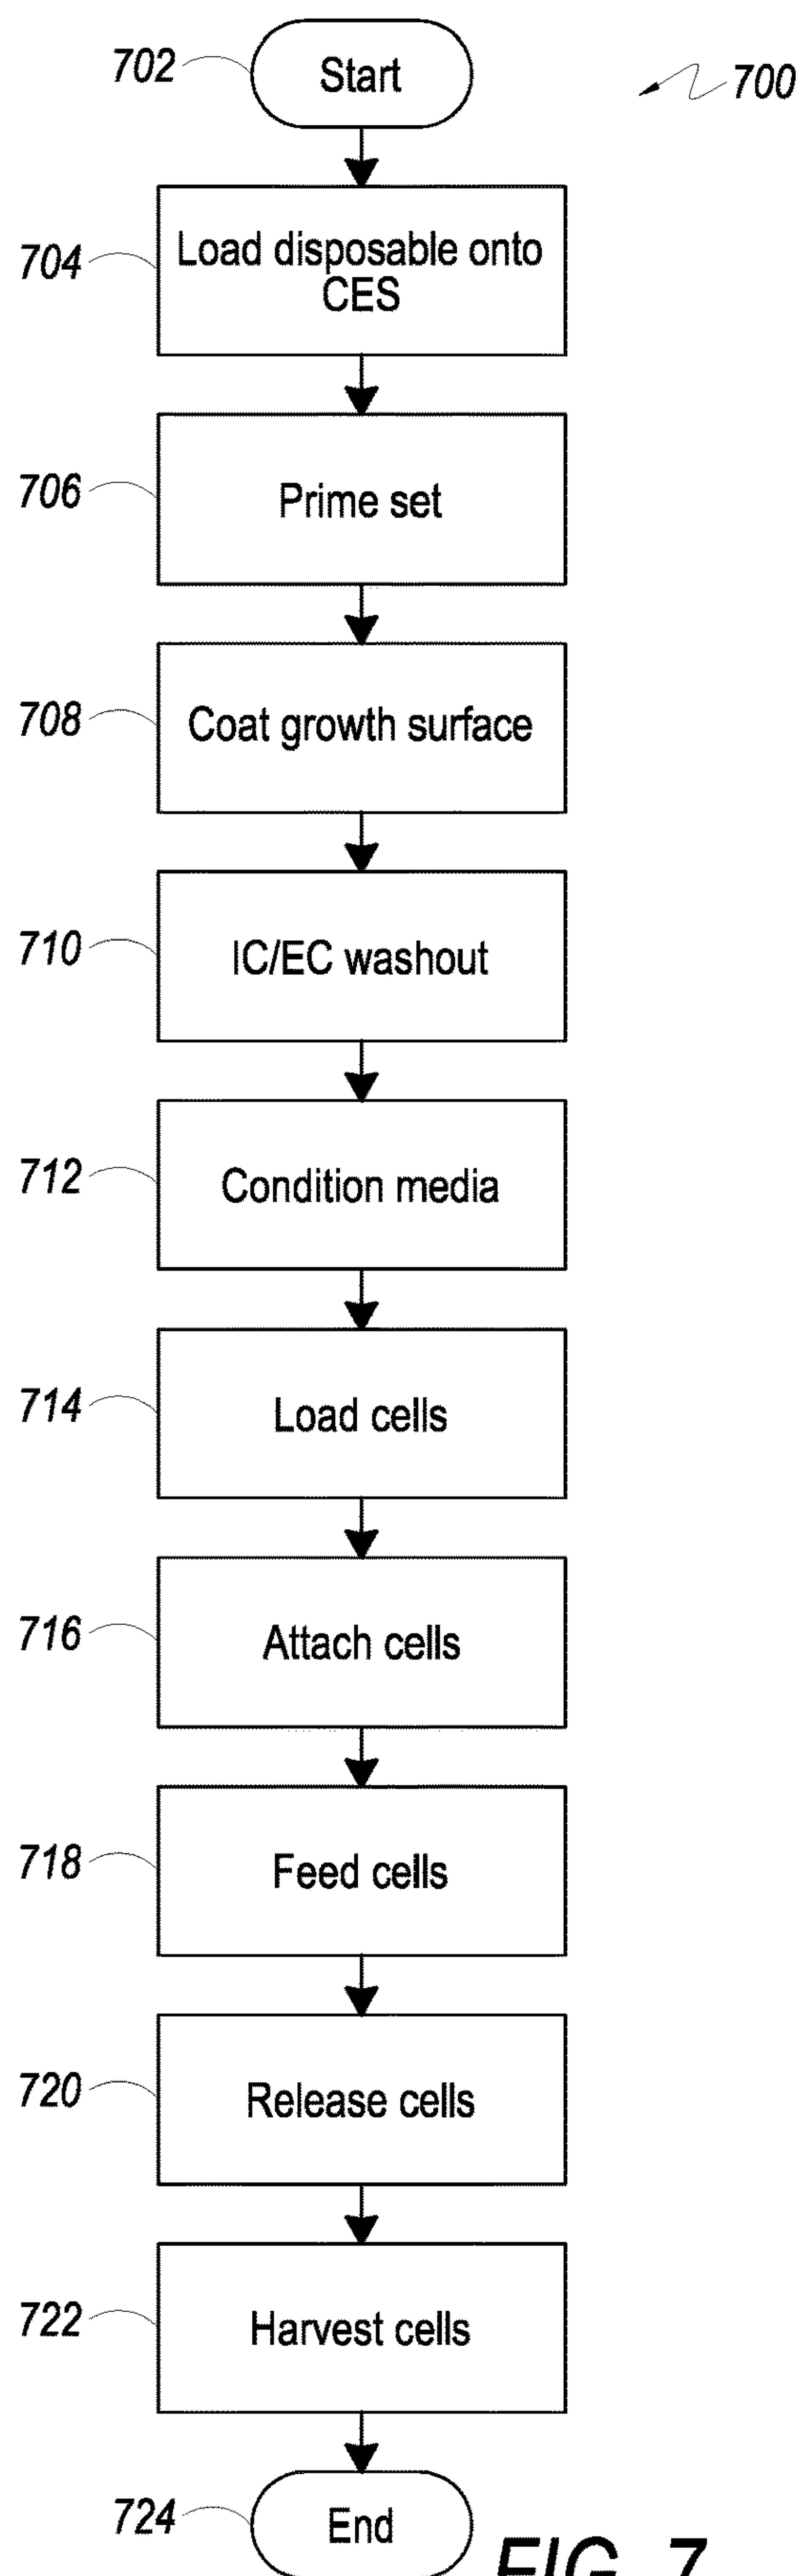 702
Start
700
704
Load disposable onto
CES
706
Prime set
708
Coat growth surface
710
IC/EC washout
712
Condition media
714
Load cells
716
Attach cells
718
Feed cells
720
Release cells
722
Harvest cells
724
End
FIG. 7